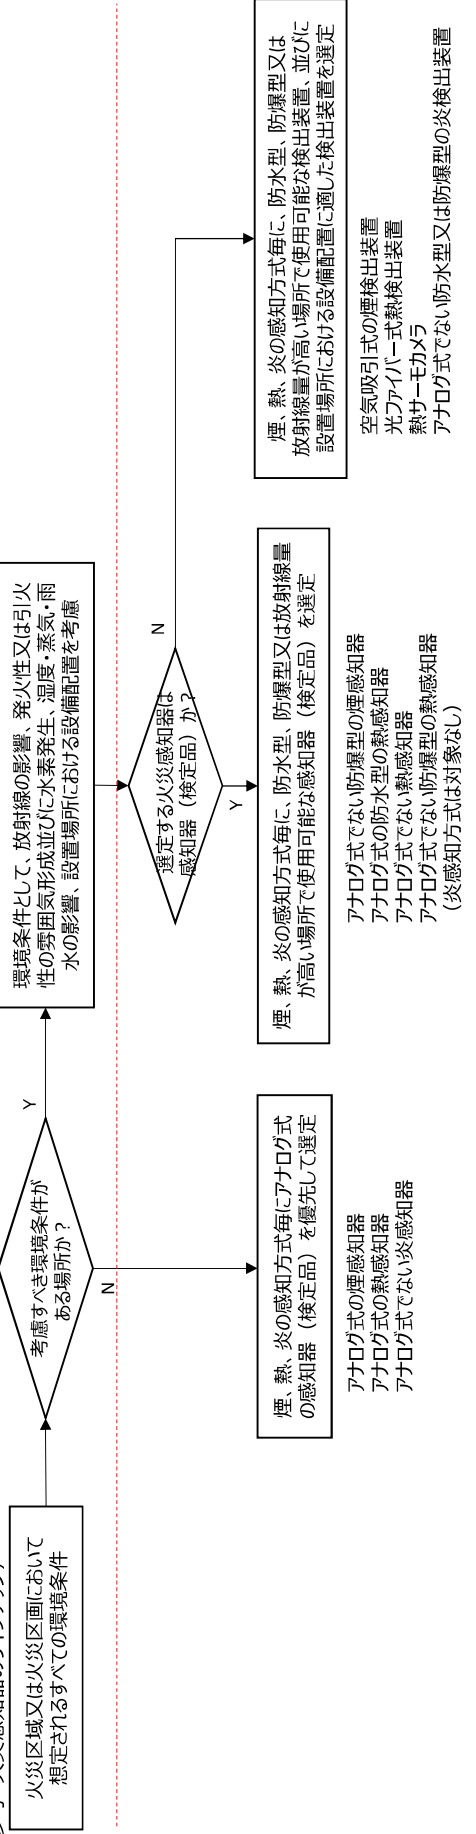 火災区域又は火災区画において
想定されるすべての環境条件
考慮すべき環境条件が
ある場所か？
Y
N
環境条件として、放射線の影響、発火性又は引火
性の雰囲気形成並びに水素発生、湿度・蒸気・雨
水の影響、設置場所における設備配置を考慮
選定する火災感知器は
感知器（検定品）か？
Y
N
煙、熱、炎の感知方式毎にアナログ式
の感知器（検定品）を優先して選定
アナログ式の煙感知器
アナログ式の熱感知器
アナログ式でない炎感知器
煙、熱、炎の感知方式毎に、防水型、防爆型又は放射線量
が高い場所で使用可能な感知器（検定品）を選定
アナログ式でない防爆型の煙感知器
アナログ式の防水型の熱感知器
アナログ式でない熱感知器
アナログ式でない防爆型の熱感知器
（炎感知方式は対象なし）
煙、熱、炎の感知方式毎に、防水型、防爆型又は
放射線量が高い場所で使用可能な検出装置、並びに
設置場所における設備配置に適した検出装置を選定
空気吸引式の煙検出装置
光ファイバー式熱検出装置
熱サーモカメラ
アナログ式でない防水型又は防爆型の炎検出装置